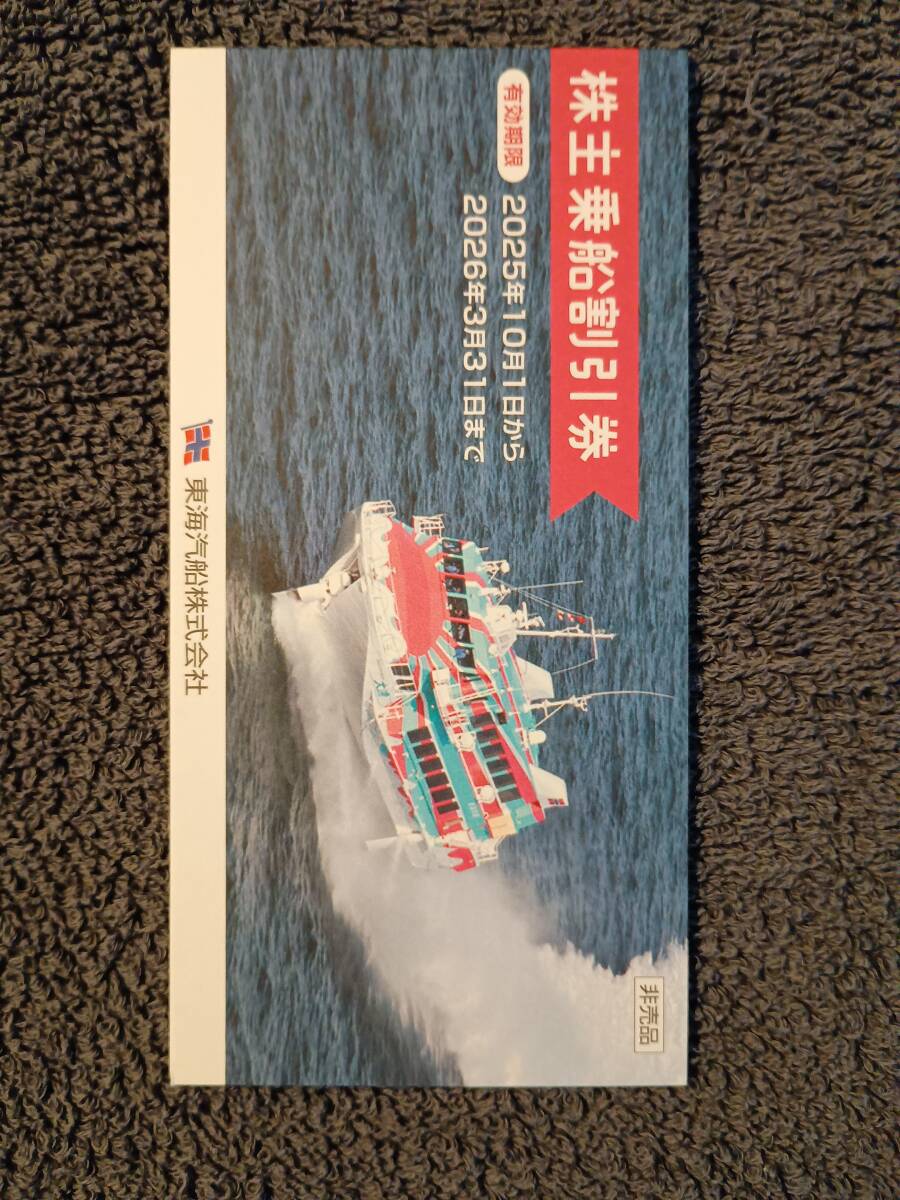 株主乗船割引券
有効期限
2025年10月1日から
2026年3月31日まで
非売品
東海汽船株式会社